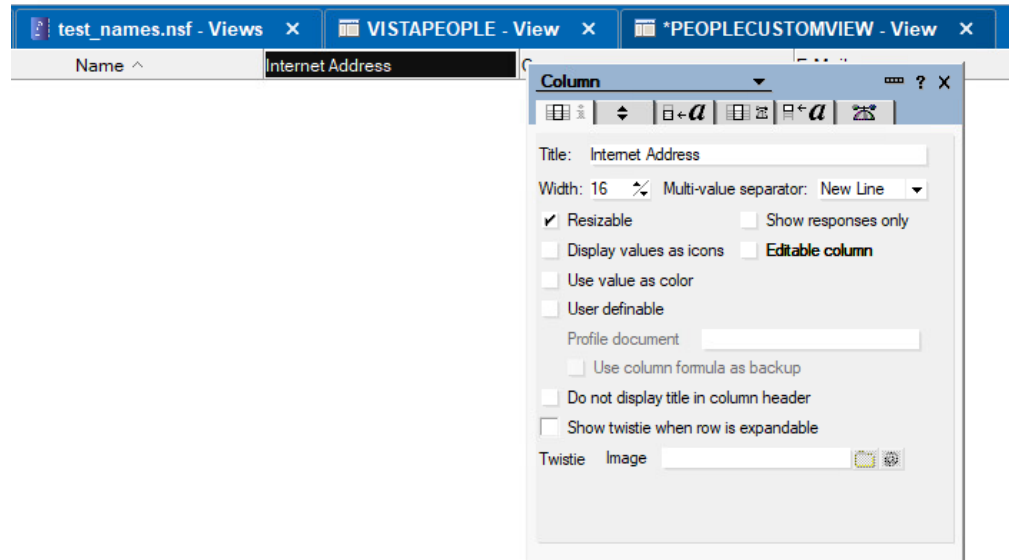 test_names.nsf - Views × VISTAPEOPLE - View × *PEOPLECUSTOMVIEW - View ×
Name Internet Address
Column ? X
i a a
Title: Internet Address
Width: 16 Multi-value separator: New Line
Resizable Show responses only
Display values as icons Editable column
Use value as color
User definable
Profile document
Use column formula as backup
Do not display title in column header
Show twistie when row is expandable
Twistie Image